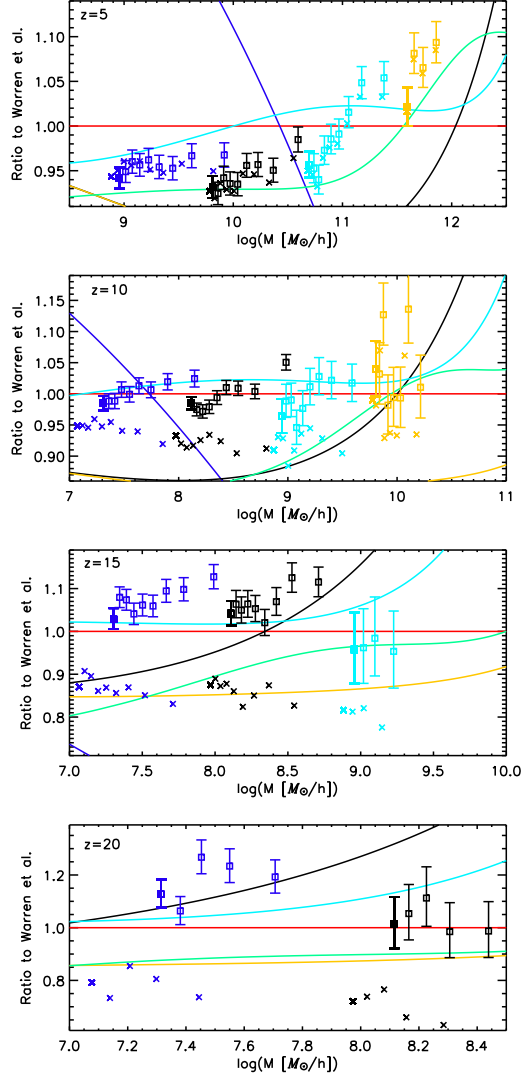 z=5
Ratio to Warren et al.
1.10
1.05
1.00
0.95
9 10 11 12
log(M [M⊙/h])
z=10
Ratio to Warren et al.
1.15
1.10
1.05
1.00
0.95
0.90
7 8 9 10 11
log(M [M⊙/h])
z=15
Ratio to Warren et al.
1.1
1.0
0.9
0.8
7.0 7.5 8.0 8.5 9.0 9.5 10.0
log(M [M⊙/h])
z=20
Ratio to Warren et al.
1.2
1.0
0.8
7.0 7.2 7.4 7.6 7.8 8.0 8.2 8.4
log(M [M⊙/h])